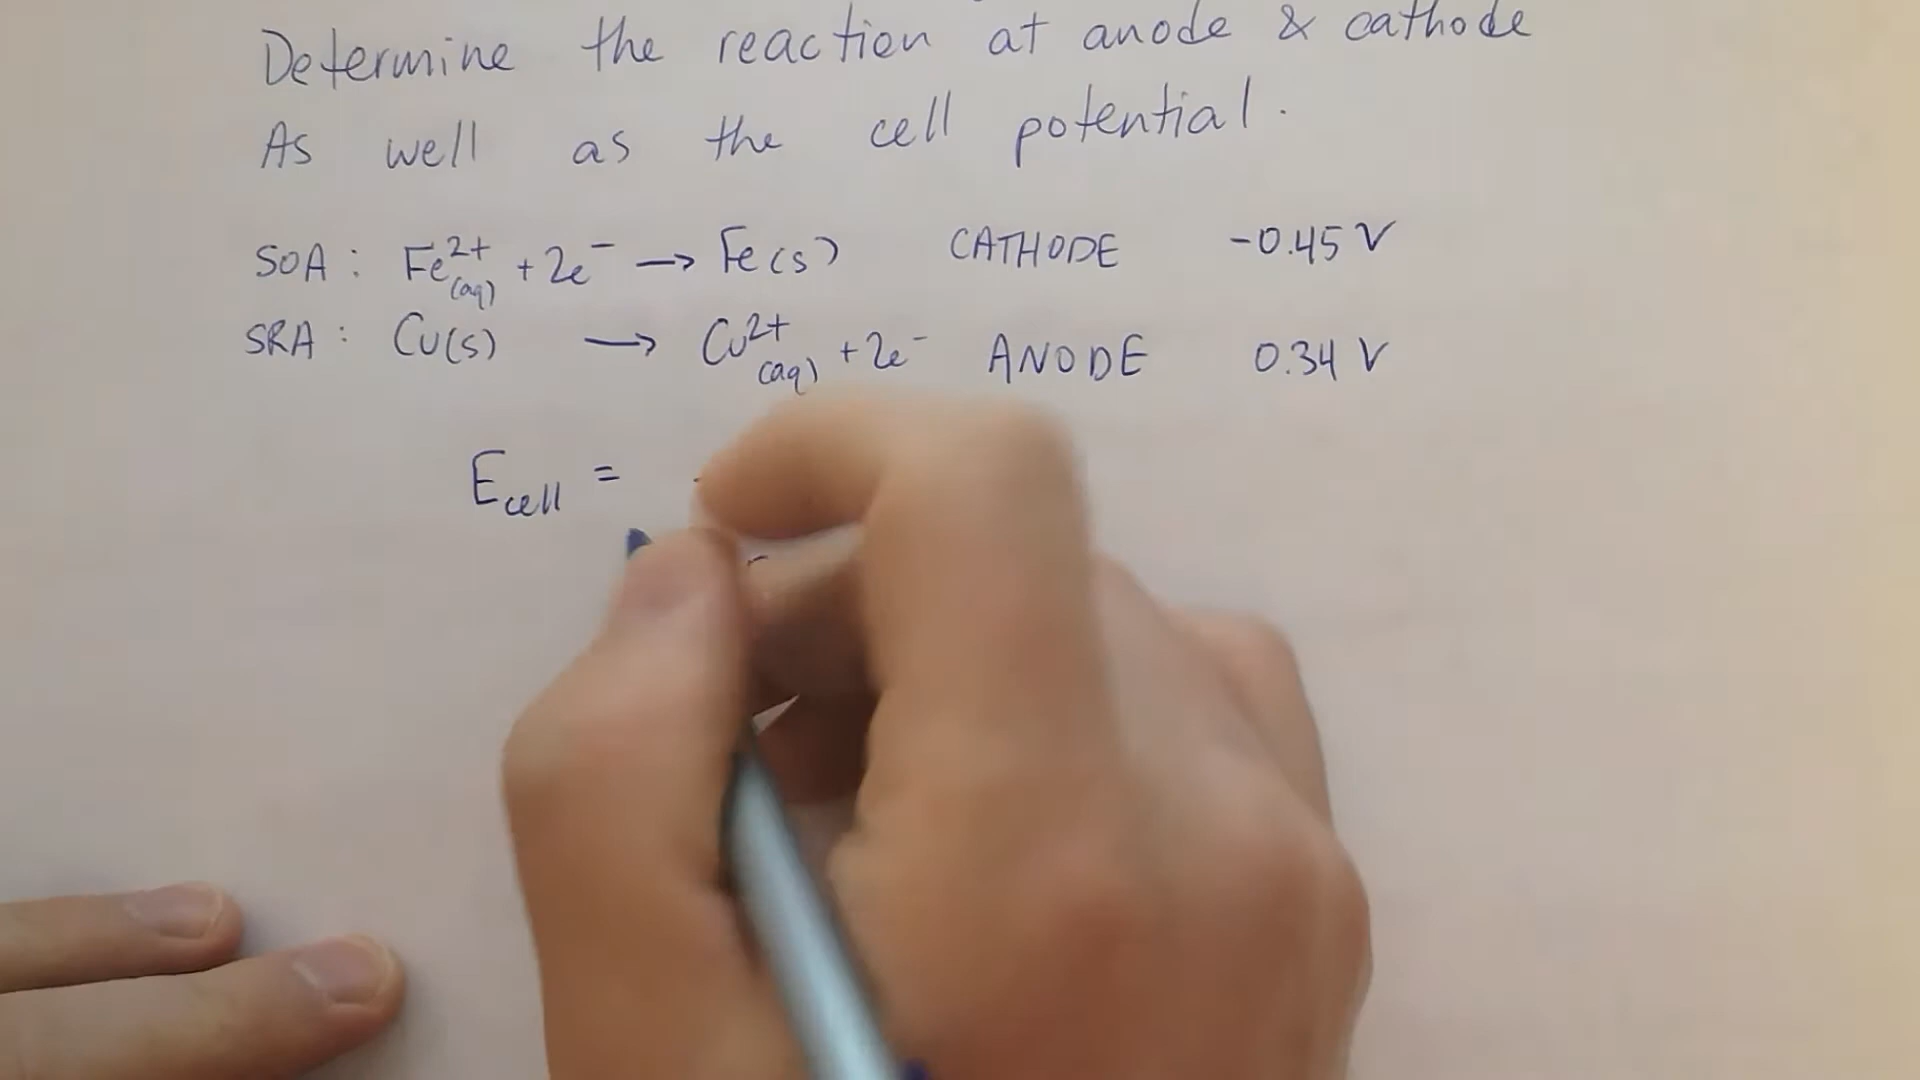 Determine the reaction at anode & cathode
As well as the cell potential.
SOA : Fe²⁺(aq) + 2e⁻ → Fe(s) CATHODE -0.45 V
SRA : Cu(s) → Cu²⁺(aq) + 2e⁻ ANODE 0.34 V
Ecell =